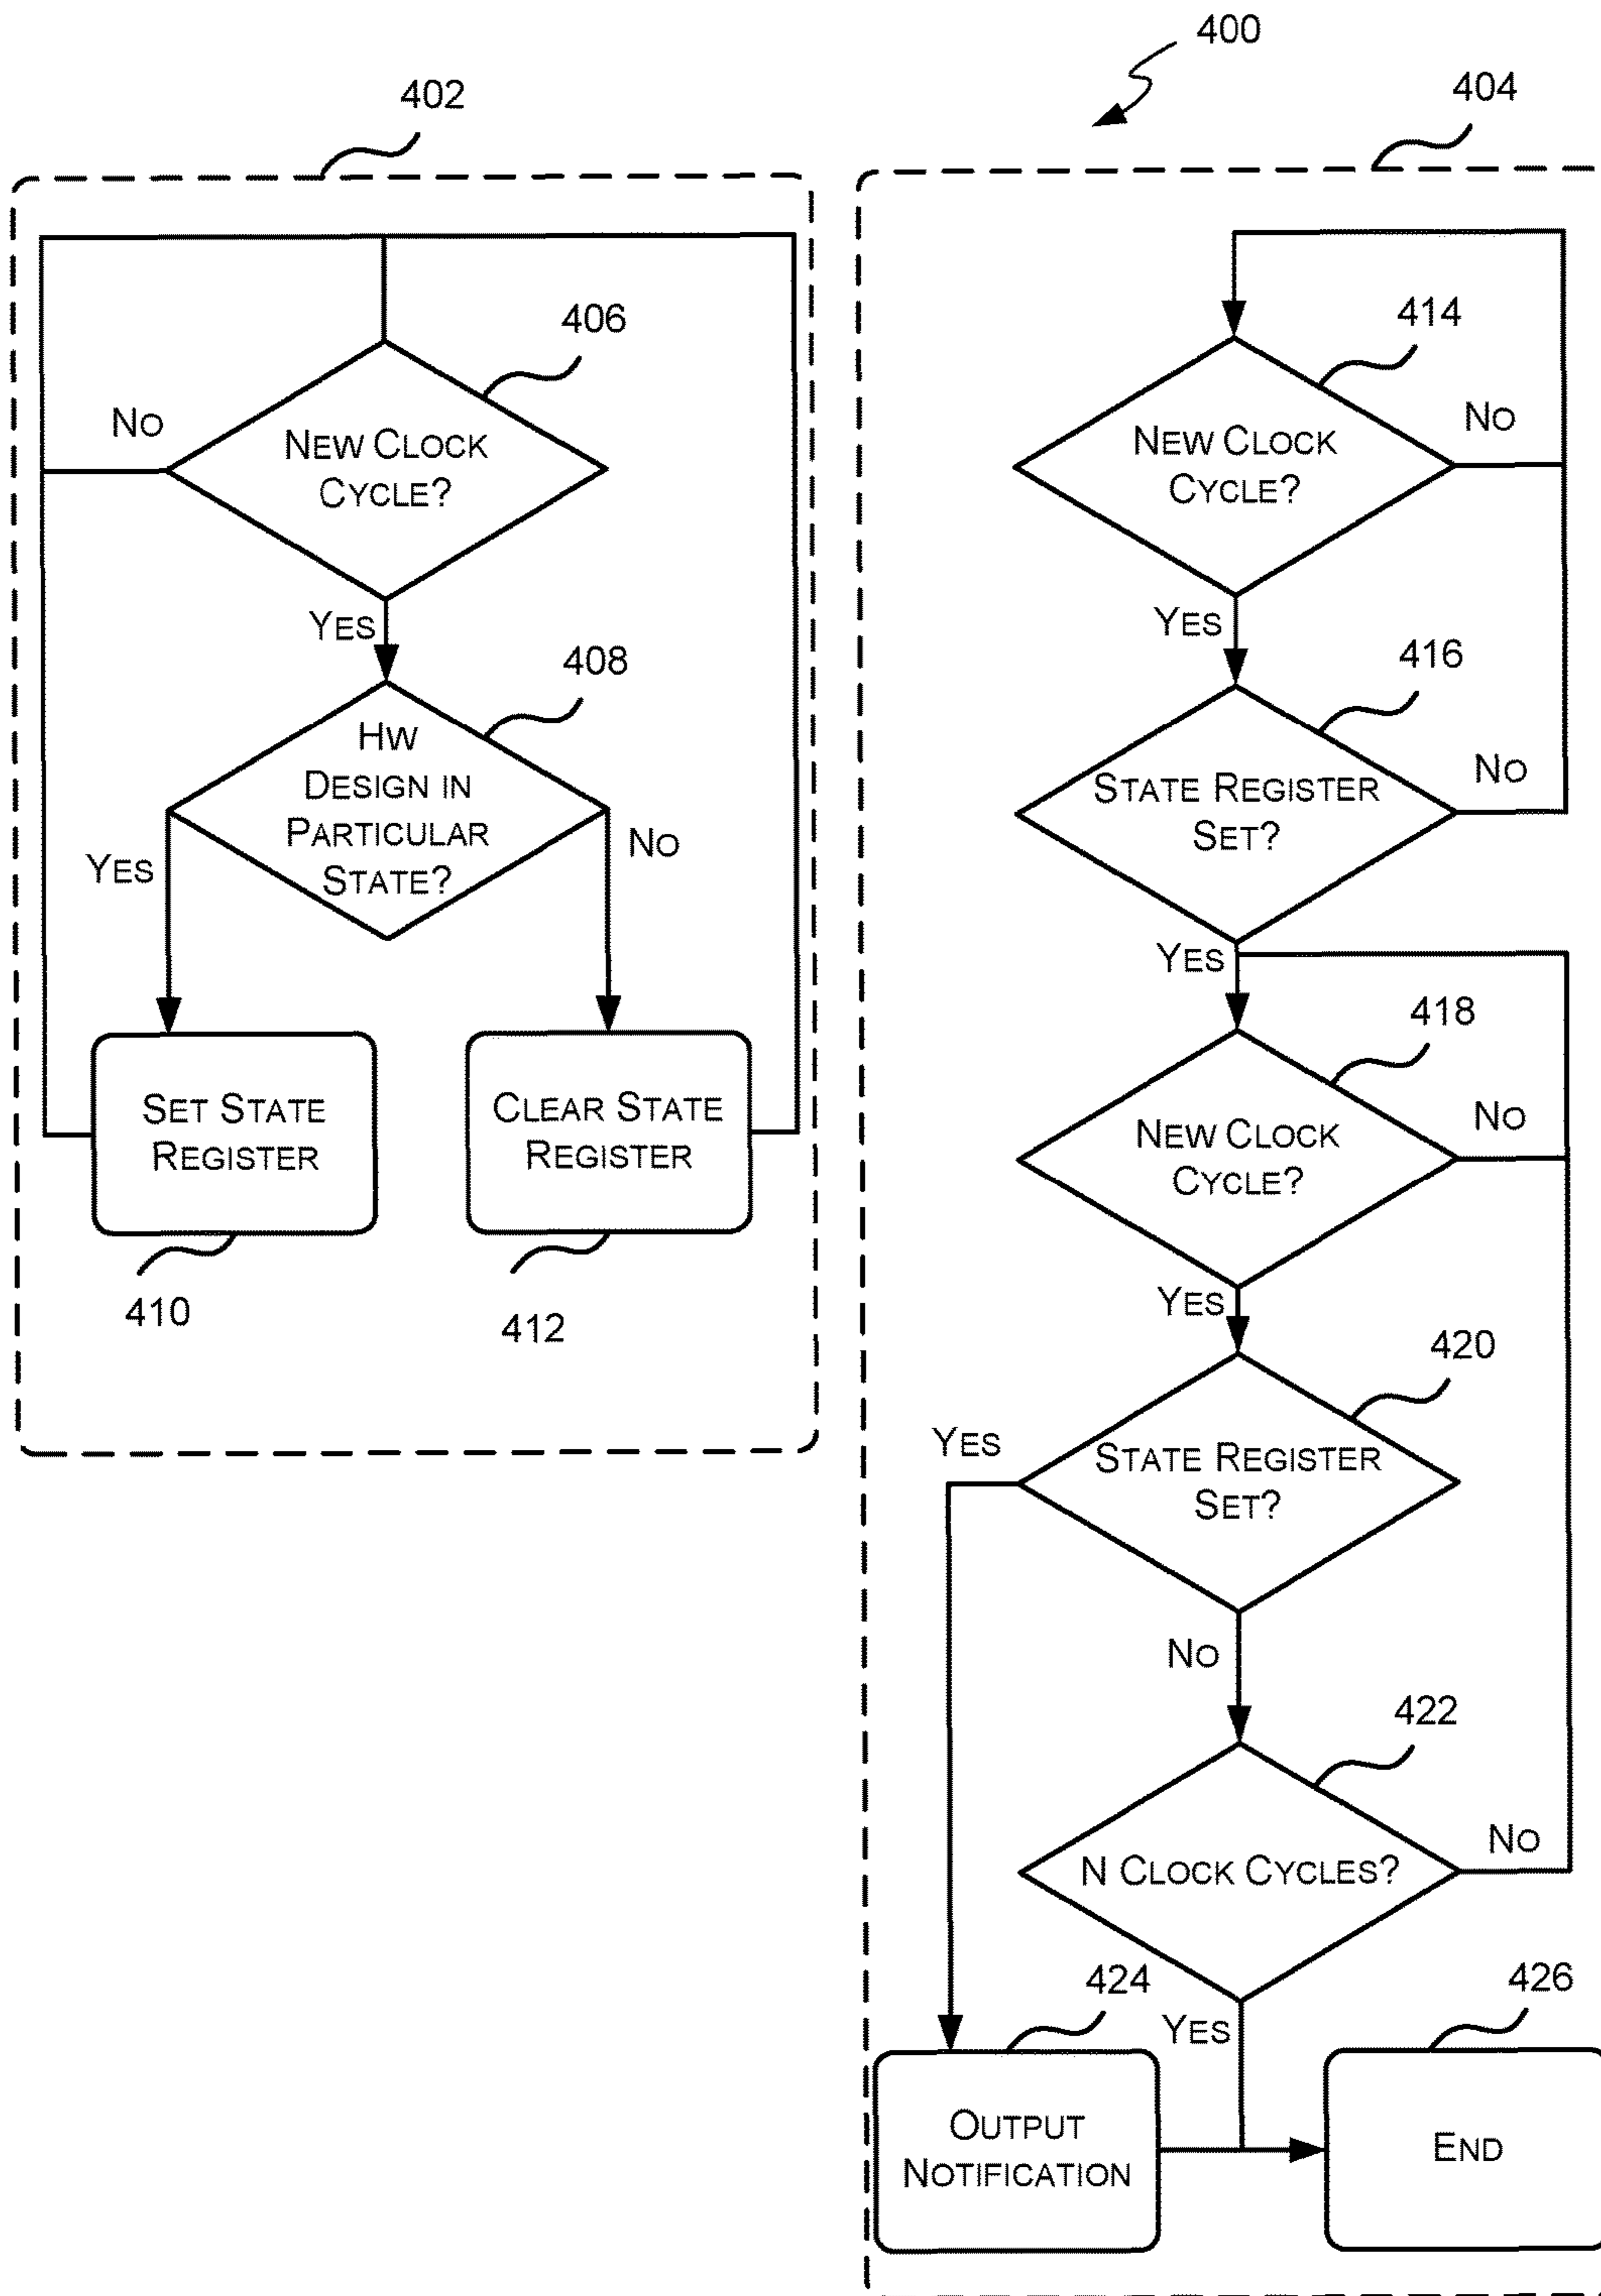 400
402
404
406
No
New Clock
Cycle?
Yes
408
Hw
Design in
Particular
State?
Yes
No
Set State
Register
Clear State
Register
410
412
414
No
New Clock
Cycle?
Yes
416
State Register
Set?
No
Yes
418
New Clock
Cycle?
No
Yes
420
Yes
State Register
Set?
No
422
N Clock Cycles?
No
Yes
424
426
Output
Notification
End